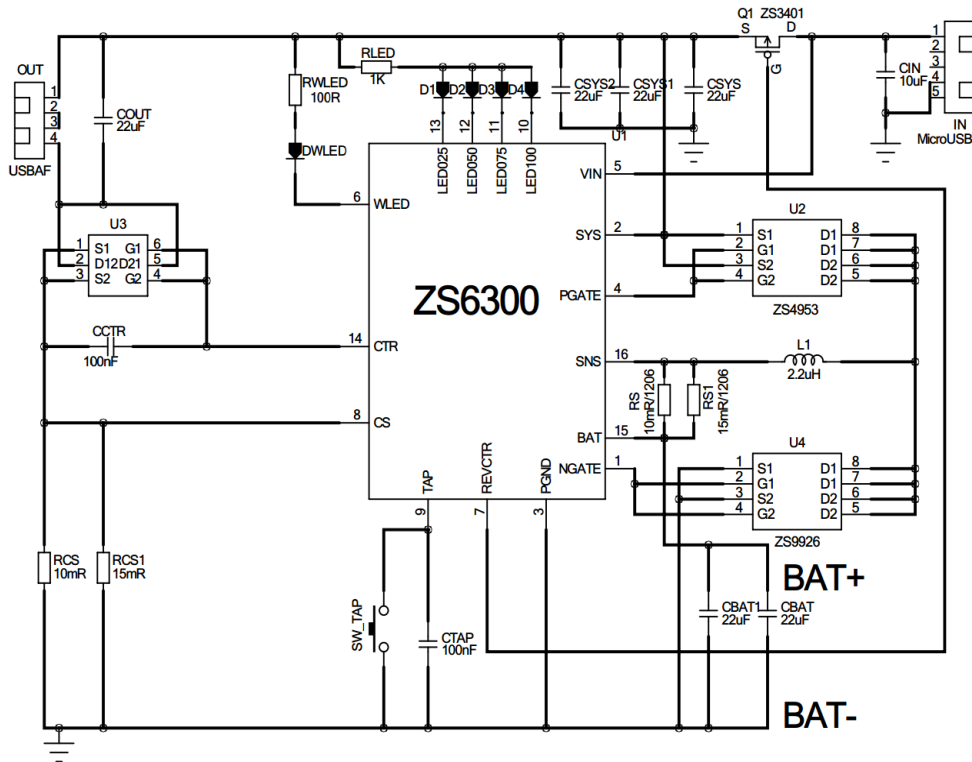 Q1 ZS3401
S D
G
OUT
1
2
3
4
USBAF
COUT
22uF
RWLED
100R
DWLED
RLED
1K
D1 D2 D3 D4
13 12 11 10
LED025 LED050 LED075 LED100
CSYS2
22uF
CSYS1
22uF
CSYS
22uF
U1
CIN
10uF
1
2
3
4
5
IN
MicroUSB
VIN 5
6 WLED
SYS 2
PGATE 4
ZS6300
14 CTR
SNS 16
8 CS
BAT 15
NGATE 1
TAP REVCTR PGND
9 7 3
U3
1 S1 G1 6
2 D12 D21 5
3 S2 G2 4
CCTR
100nF
U2
1 S1 D1 8
2 G1 D1 7
3 S2 D2 6
4 G2 D2 5
ZS4953
L1
2.2uH
RS
10mR/1206
RS1
15mR/1206
U4
1 S1 D1 8
2 G1 D1 7
3 S2 D2 6
4 G2 D2 5
ZS9926
RCS
10mR
RCS1
15mR
SW_TAP
CTAP
100nF
BAT+
CBAT1
22uF
CBAT
22uF
BAT-